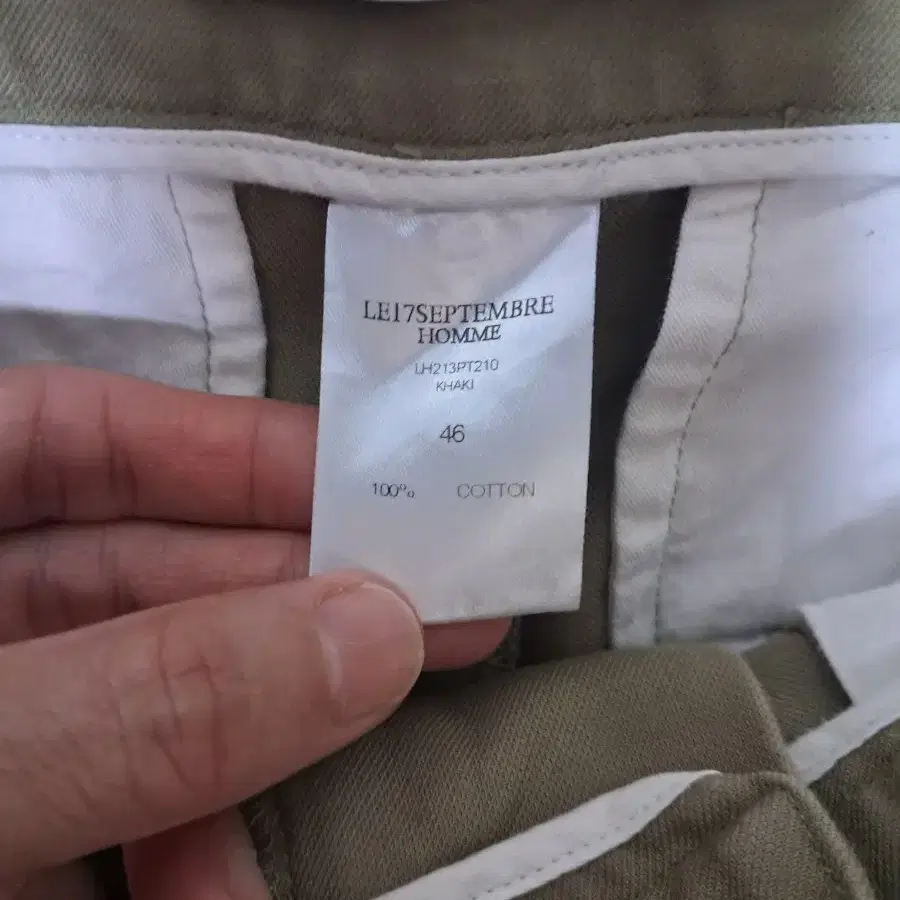 LE17SEPTEMBRE
HOMME
LH213PT210
KHAKI
46
100% COTTON